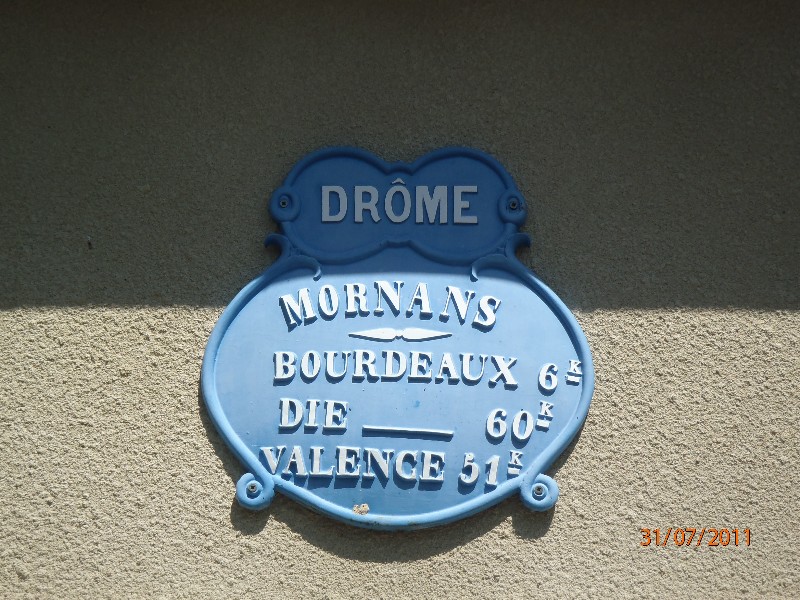 DRÔME
MORNANS
BOURDEAUX 6K
DIE 60K
VALENCE 51K
31/07/2011